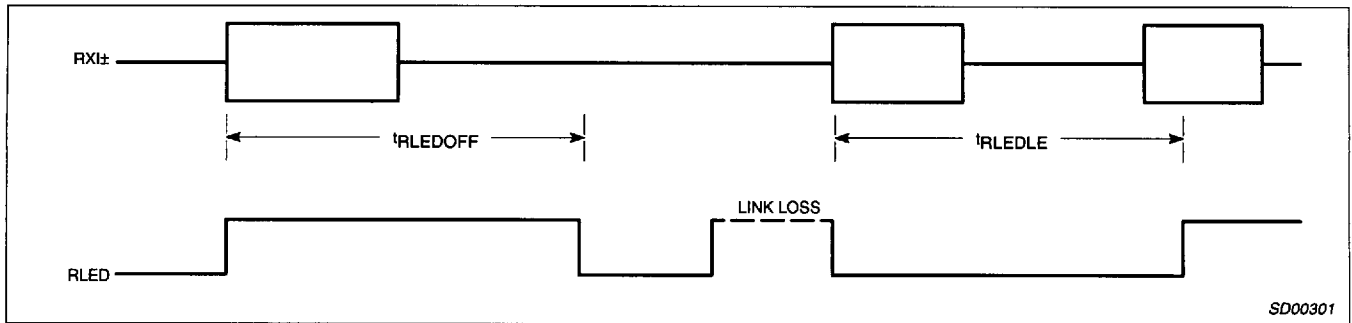 RXI±
tRLEDOFF
tRLEDLE
LINK LOSS
RLED
SD00301